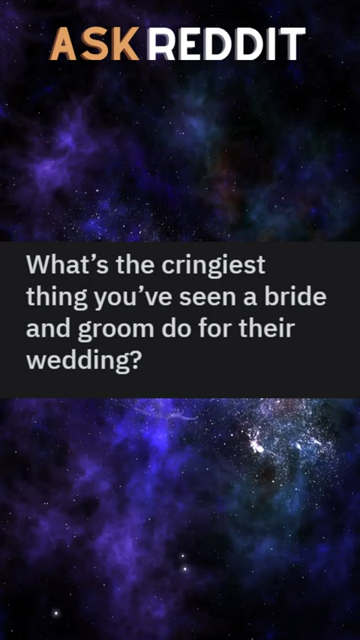 ASK REDDIT
What’s the cringiest
thing you’ve seen a bride
and groom do for their
wedding?